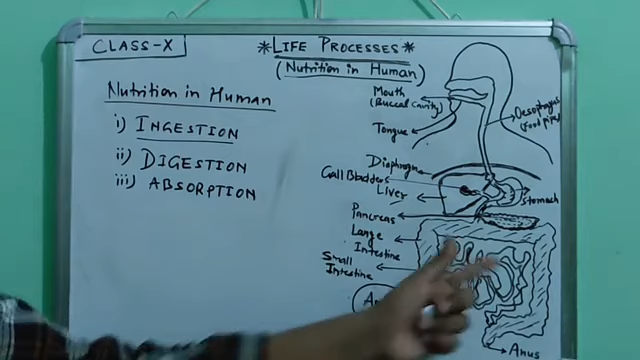 CLASS-X
*LIFE PROCESSES*
(Nutrition in Human)
Nutrition in Human
i) INGESTION
ii) DIGESTION
iii) ABSORPTION
Mouth
(Buccal cavity)
Oesophagus
(food pipe)
Tongue
Diaphragm
Gall Bladder
Liver
Stomach
Pancreas
Large
Intestine
Small
Intestine
Anus